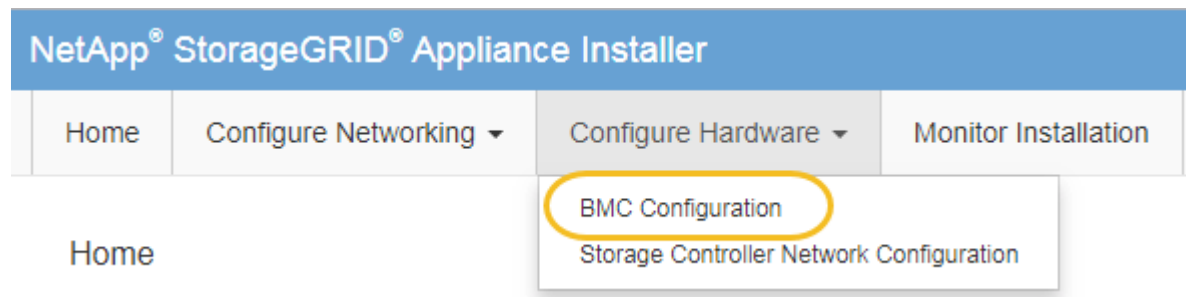 NetApp® StorageGRID® Appliance Installer
Home Configure Networking Configure Hardware Monitor Installation
BMC Configuration
Home
Storage Controller Network Configuration